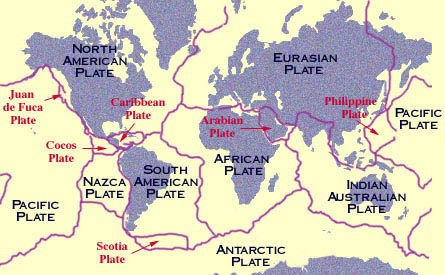 NORTH
AMERICAN
PLATE
EURASIAN
PLATE
Juan
de Fuca
Plate
Caribbean
Plate
Arabian
Plate
Philippine
Plate
PACIFIC
PLATE
Cocos
Plate
AFRICAN
PLATE
NAZCA
PLATE
SOUTH
AMERICAN
PLATE
INDIAN
AUSTRALIAN
PLATE
PACIFIC
PLATE
Scotia
Plate
ANTARCTIC
PLATE